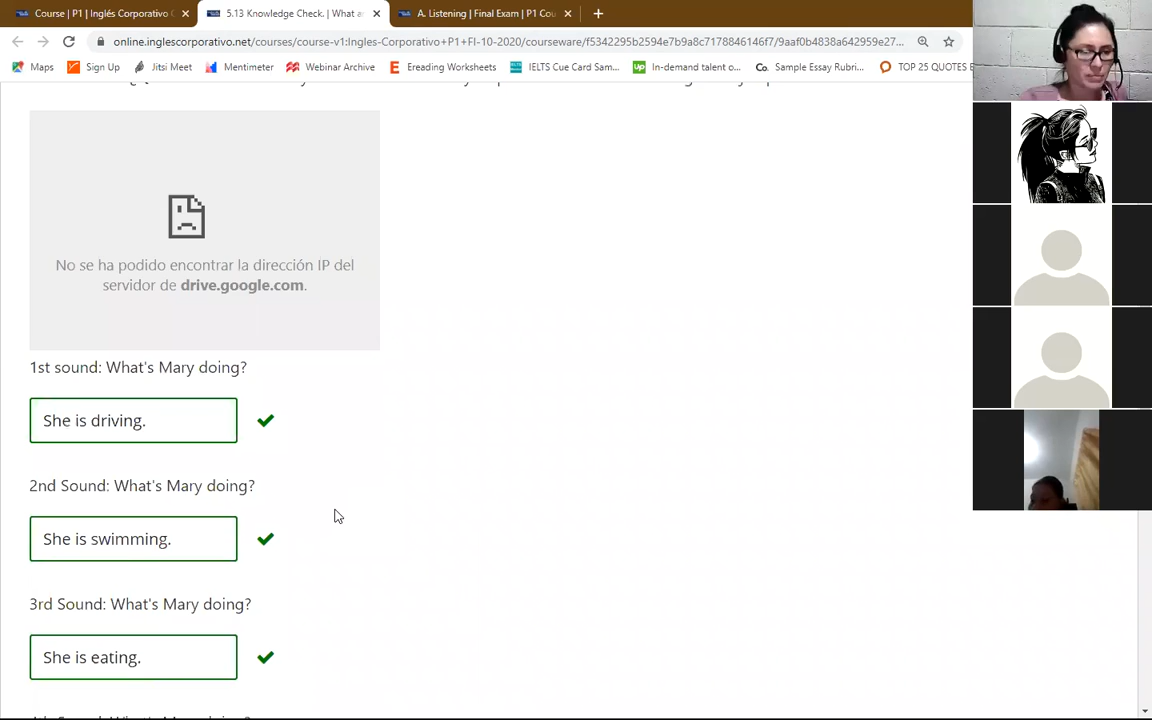 Course | P1 | Inglés Corporativo
5.13 Knowledge Check. | What a
A. Listening | Final Exam | P1 Cou
online.inglescorporativo.net/courses/course-v1:Ingles-Corporativo+P1+FI-10-2020/courseware/f5342295b2594e7b9a8c7178846146f7/9aaf0b4838a642959e27...
Maps
Sign Up
Jitsi Meet
Mentimeter
Webinar Archive
Ereading Worksheets
IELTS Cue Card Sam...
In-demand talent o...
Sample Essay Rubri...
TOP 25 QUOTES
No se ha podido encontrar la dirección IP del
servidor de drive.google.com.
1st sound: What's Mary doing?
She is driving.
2nd Sound: What's Mary doing?
She is swimming.
3rd Sound: What's Mary doing?
She is eating.